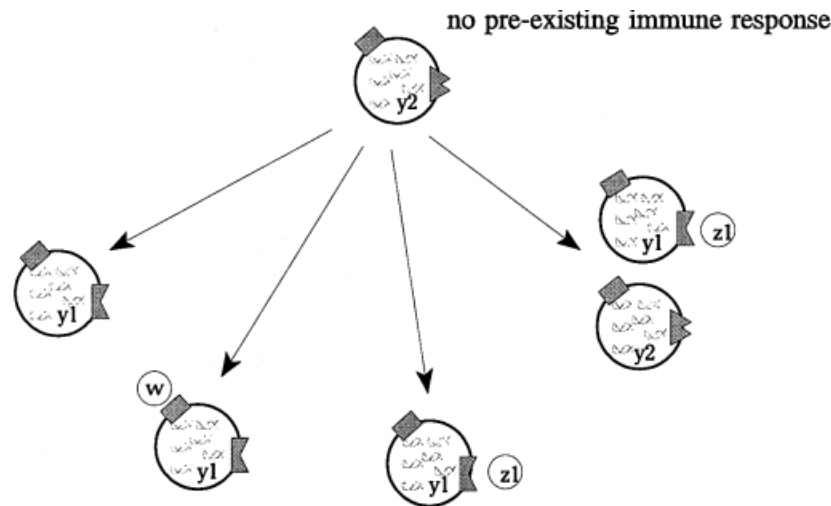 no pre-existing immune response
y2
y1
z1
y2
y1
w
y1
y1
z1